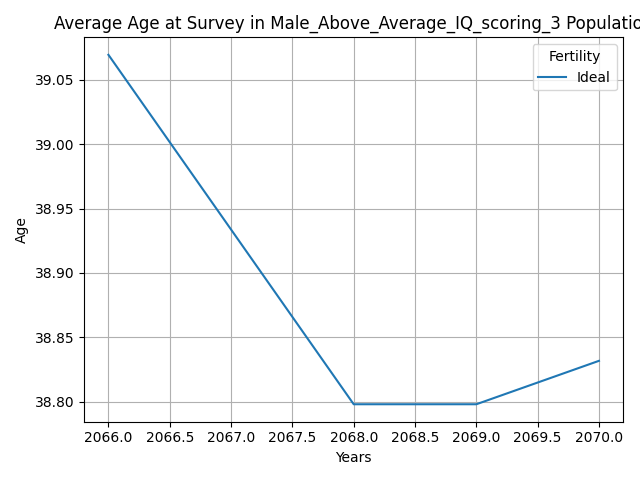 Average Age at Survey in Male_Above_Average_IQ_scoring_3 Populatio
Fertility
Ideal
39.05
39.00
38.95
38.90
38.85
38.80
Age
2066.0 2066.5 2067.0 2067.5 2068.0 2068.5 2069.0 2069.5 2070.0
Years